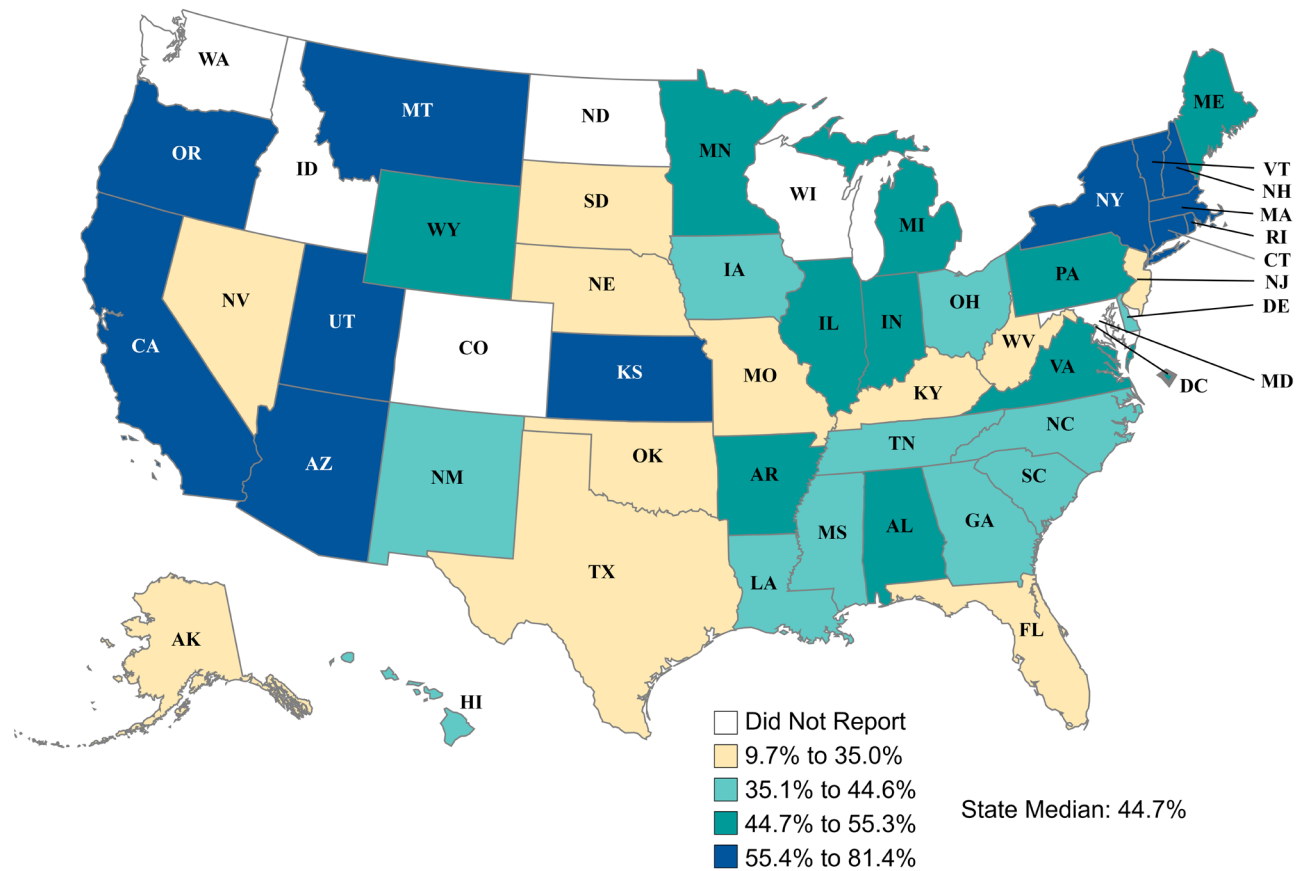 WA
MT
ND
MN
ME
OR
ID
SD
WI
VT
NH
NY
MA
WY
MI
RI
CT
IA
PA
NJ
NE
OH
DE
NV
UT
IL
IN
CA
CO
WV
KS
MO
VA
MD
KY
DC
TN
NC
AZ
NM
OK
AR
SC
MS
AL
GA
TX
LA
FL
AK
HI
Did Not Report
9.7% to 35.0%
35.1% to 44.6%
State Median: 44.7%
44.7% to 55.3%
55.4% to 81.4%